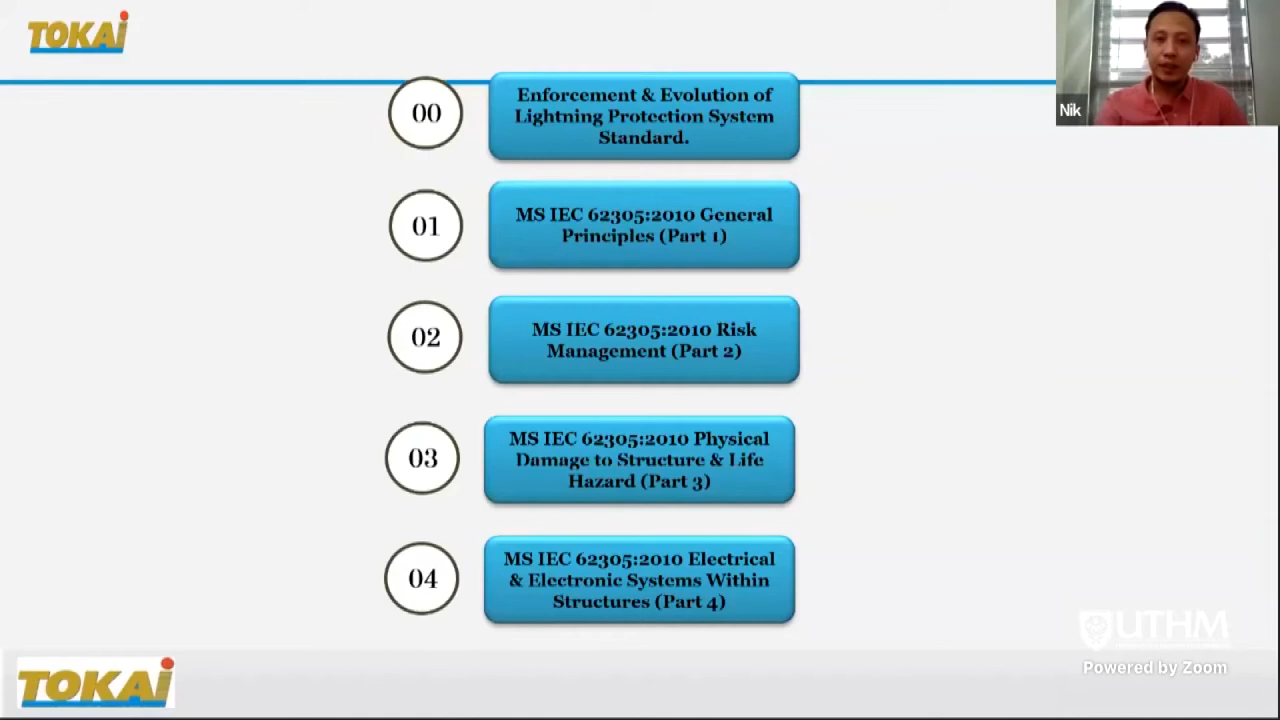 TOKAi
Nik
00
Enforcement & Evolution of
Lightning Protection System
Standard.
01
MS IEC 62305:2010 General
Principles (Part 1)
02
MS IEC 62305:2010 Risk
Management (Part 2)
03
MS IEC 62305:2010 Physical
Damage to Structure & Life
Hazard (Part 3)
04
MS IEC 62305:2010 Electrical
& Electronic Systems Within
Structures (Part 4)
UTHM
Powered by Zoom
TOKAi